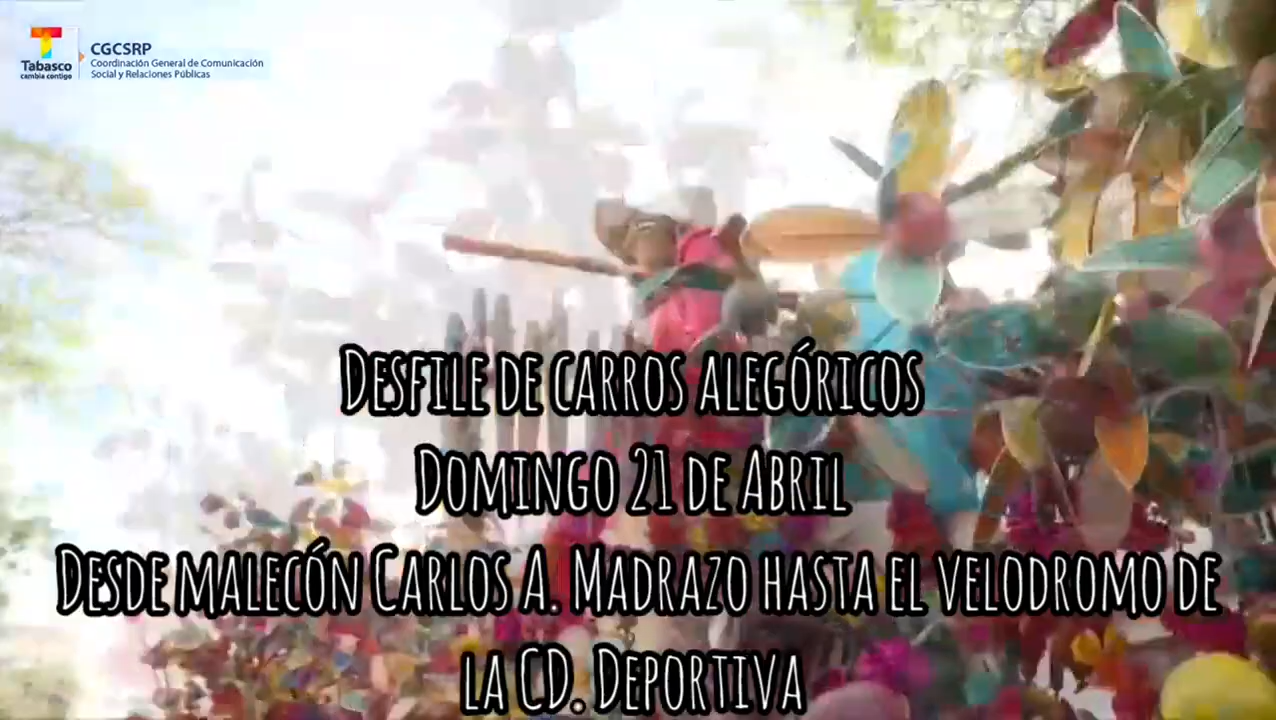 Tabasco
cambia contigo
CGCSRP
Coordinación General de Comunicación
Social y Relaciones Públicas
Desfile de carros alegóricos
Domingo 21 de Abril
Desde malecón Carlos A. Madrazo hasta el velodromo de
la CD. Deportiva